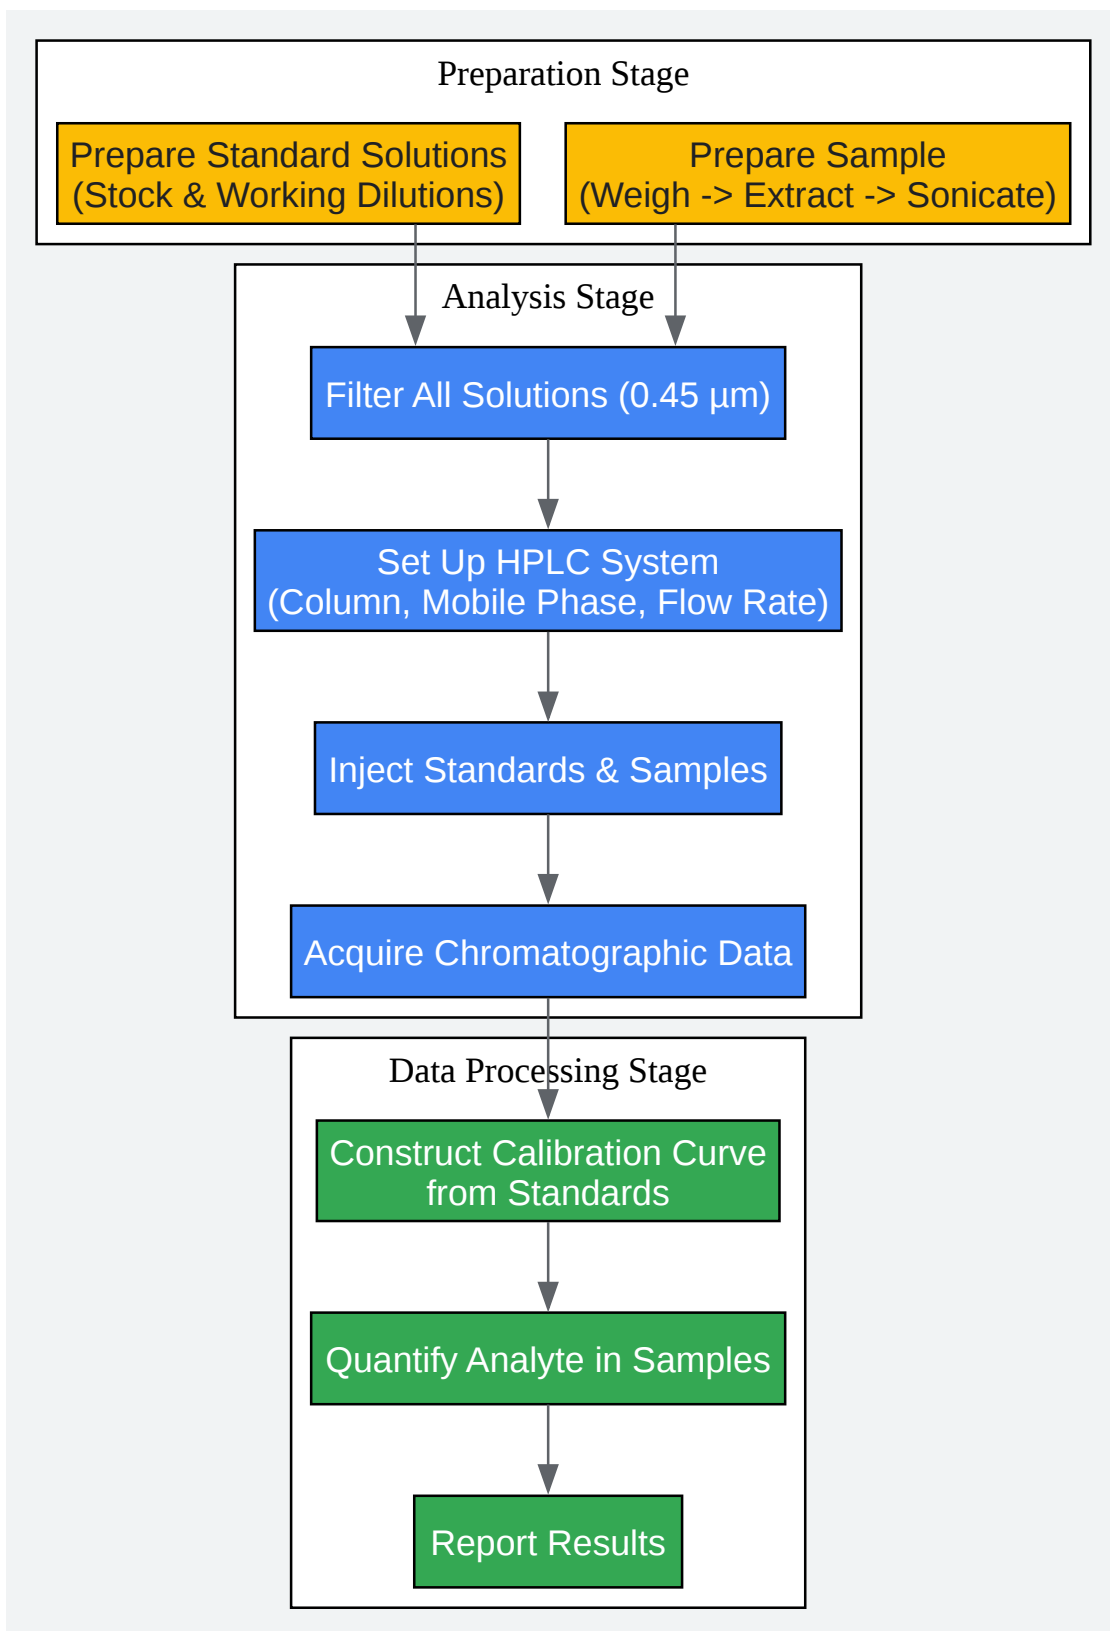 Preparation Stage
Prepare Standard Solutions
(Stock & Working Dilutions)
Prepare Sample
(Weigh -> Extract -> Sonicate)
Analysis Stage
Filter All Solutions (0.45 µm)
Set Up HPLC System
(Column, Mobile Phase, Flow Rate)
Inject Standards & Samples
Acquire Chromatographic Data
Data Processing Stage
Construct Calibration Curve
from Standards
Quantify Analyte in Samples
Report Results